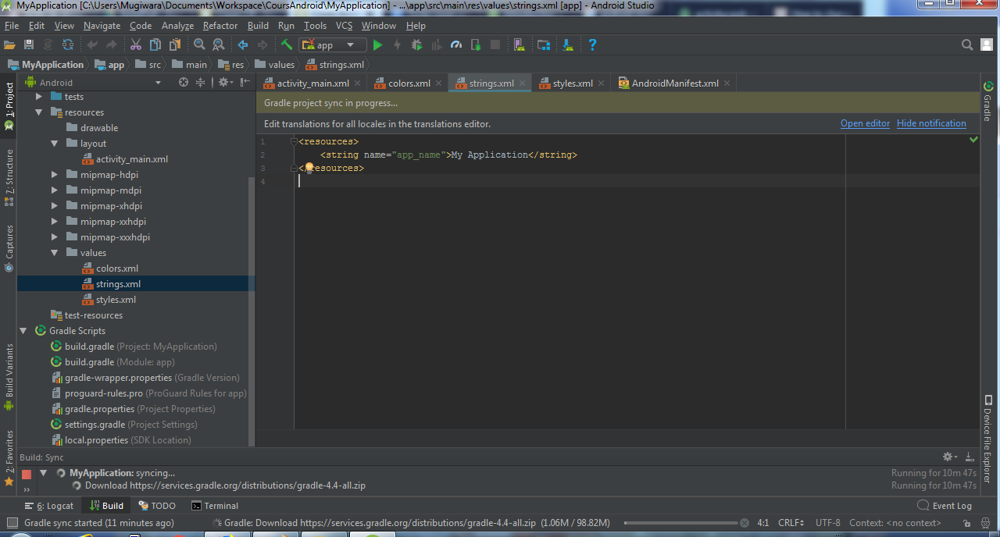 MyApplication [C:\Users\Mugiwara\Documents\Workspace\CoursAndroid\MyApplication] - ...\app\src\main\res\values\strings.xml [app] - Android Studio
File Edit View Navigate Code Analyze Refactor Build Run Tools VCS Window Help
app
MyApplication app src main res values strings.xml
Android
activity_main.xml colors.xml strings.xml styles.xml AndroidManifest.xml
1: Project
7: Structure
Captures
Build Variants
2: Favorites
tests
resources
drawable
layout
activity_main.xml
mipmap-hdpi
mipmap-mdpi
mipmap-xhdpi
mipmap-xxhdpi
mipmap-xxxhdpi
values
colors.xml
strings.xml
styles.xml
test-resources
Gradle Scripts
build.gradle (Project: MyApplication)
build.gradle (Module: app)
gradle-wrapper.properties (Gradle Version)
proguard-rules.pro (ProGuard Rules for app)
gradle.properties (Project Properties)
settings.gradle (Project Settings)
local.properties (SDK Location)
Gradle project sync in progress...
Edit translations for all locales in the translations editor. Open editor Hide notification
1 <resources>
2 <string name="app_name">My Application</string>
3 </resources>
4
Gradle
Device File Explorer
Build: Sync
MyApplication: syncing... Running for 10m 47s
Download https://services.gradle.org/distributions/gradle-4.4-all.zip Running for 10m 47s
6: Logcat Build TODO Terminal Event Log
Gradle sync started (11 minutes ago) Gradle: Download https://services.gradle.org/distributions/gradle-4.4-all.zip (1.06M / 98.82M) 4:1 CRLF UTF-8 Context: <no context>